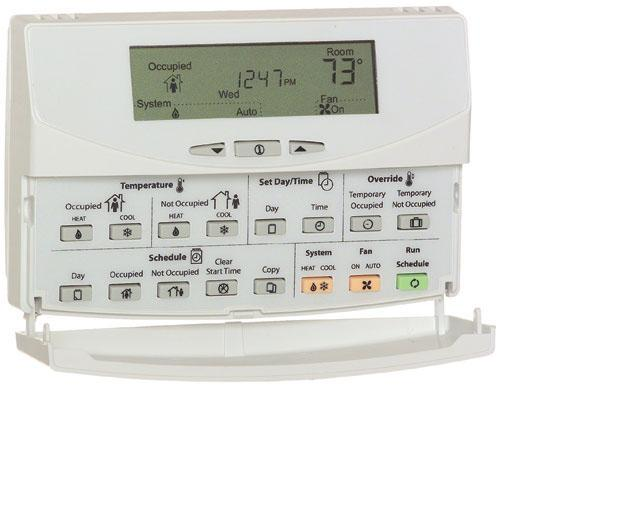 Room
Occupied
12:47 PM
73°
Wed
System
Auto
Fan
On
Temperature
Set Day/Time
Override
Occupied
Not Occupied
Day
Time
Temporary Occupied
Temporary Not Occupied
HEAT COOL
HEAT COOL
Schedule
System
Fan
Run
Day
Occupied
Not Occupied
Clear Start Time
Copy
HEAT COOL
ON AUTO
Schedule